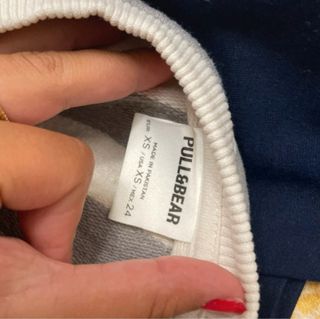 PULL&BEAR
EUR XS / USA XS / MEX 24
MADE IN PAKISTAN